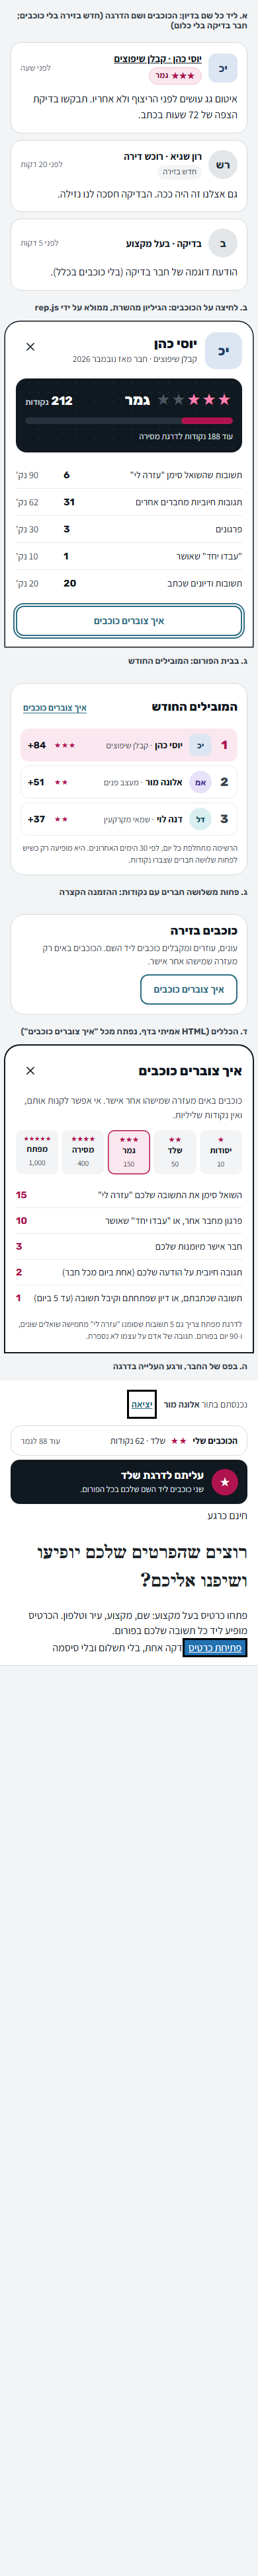 א. ליד כל שם בדיון: הכוכבים ושם הדרגה (חדש בזירה בלי כוכבים;
חבר בדיקה בלי כלום)
יוסי כהן · קבלן שיפוצים
לפני שעה
יכ
★★★ גמר
איטום גג עושים לפני הריצוף ולא אחריו. תבקשו בדיקת
הצפה של 72 שעות בכתב.
רון שגיא · רוכש דירה
לפני 20 דקות
רש
חדש בזירה
גם אצלנו זה היה ככה. הבדיקה חסכה לנו נזילה.
ב
בדיקה · בעל מקצוע
לפני 5 דקות
הודעת דוגמה של חבר בדיקה (בלי כוכבים בכלל).
ב. לחיצה על הכוכבים: הגיליון מהשרת, ממולא על ידי rep.js
יכ
יוסי כהן
קבלן שיפוצים · חבר מאז נובמבר 2026
★★★★★ גמר
212 נקודות
עוד 188 נקודות לדרגת מסירה
תשובות שהשואל סימן "עזרה לי" 6 90 נק'
תגובות חיוביות מחברים אחרים 31 62 נק'
פרגונים 3 30 נק'
"עבדו יחד" שאושר 1 10 נק'
תשובות ודיונים שכתב 20 20 נק'
איך צוברים כוכבים
ג. בבית הפורום: המובילים החודש
המובילים החודש
איך צוברים כוכבים
1 יכ יוסי כהן · קבלן שיפוצים ★★★ +84
2 אמ אלונה מור · מעצב פנים ★★ +51
3 דל דנה לוי · שמאי מקרקעין ★★ +37
הרשימה מתחלפת כל יום, לפי 30 הימים האחרונים. היא מופיעה רק כשיש
לפחות שלושה חברים שצברו נקודות.
ג. פחות משלושה חברים עם נקודות: ההזמנה הקצרה
כוכבים בזירה
עונים, עוזרים ומקבלים כוכבים ליד השם. הכוכבים באים רק
מעזרה שמישהו אחר אישר.
איך צוברים כוכבים
ד. הכללים (HTML אמיתי בדף, נפתח מכל "איך צוברים כוכבים")
איך צוברים כוכבים
כוכבים באים מעזרה שמישהו אחר אישר. אי אפשר לקנות אותם,
ואין נקודות שליליות.
★ ★★ ★★★ ★★★★ ★★★★★
יסודות שלד גמר מסירה מפתח
10 50 150 400 1,000
השואל סימן את התשובה שלכם "עזרה לי" 15
פרגון מחבר אחר, או "עבדו יחד" שאושר 10
חבר אישר מיומנות שלכם 3
תגובה חיובית על הודעה שלכם (אחת ביום מכל חבר) 2
תשובה שכתבתם, או דיון שפתחתם וקיבל תשובה (עד 5 ביום) 1
לדרגת מפתח צריך גם 5 תשובות שסומנו "עזרה לי" מחמישה שואלים שונים,
ו-90 יום בפורום. תגובה של אדם על עצמו לא נספרת.
ה. בפס של החבר, ורגע העלייה בדרגה
נכנסתם בתור אלונה מור יציאה
הכוכבים שלי ★★ שלד · 62 נקודות
עוד 88 לגמר
עליתם לדרגת שלד
שני כוכבים ליד השם שלכם בכל הפורום.
חינם כרגע
רוצים שהפרטים שלכם יופיעו
ושיפנו אליכם?
פתחו כרטיס בעל מקצוע: שם, מקצוע, עיר וטלפון. הכרטיס
מופיע ליד כל תשובה שלכם בפורום.
פתיחת כרטיס דקה אחת, בלי תשלום ובלי סיסמה